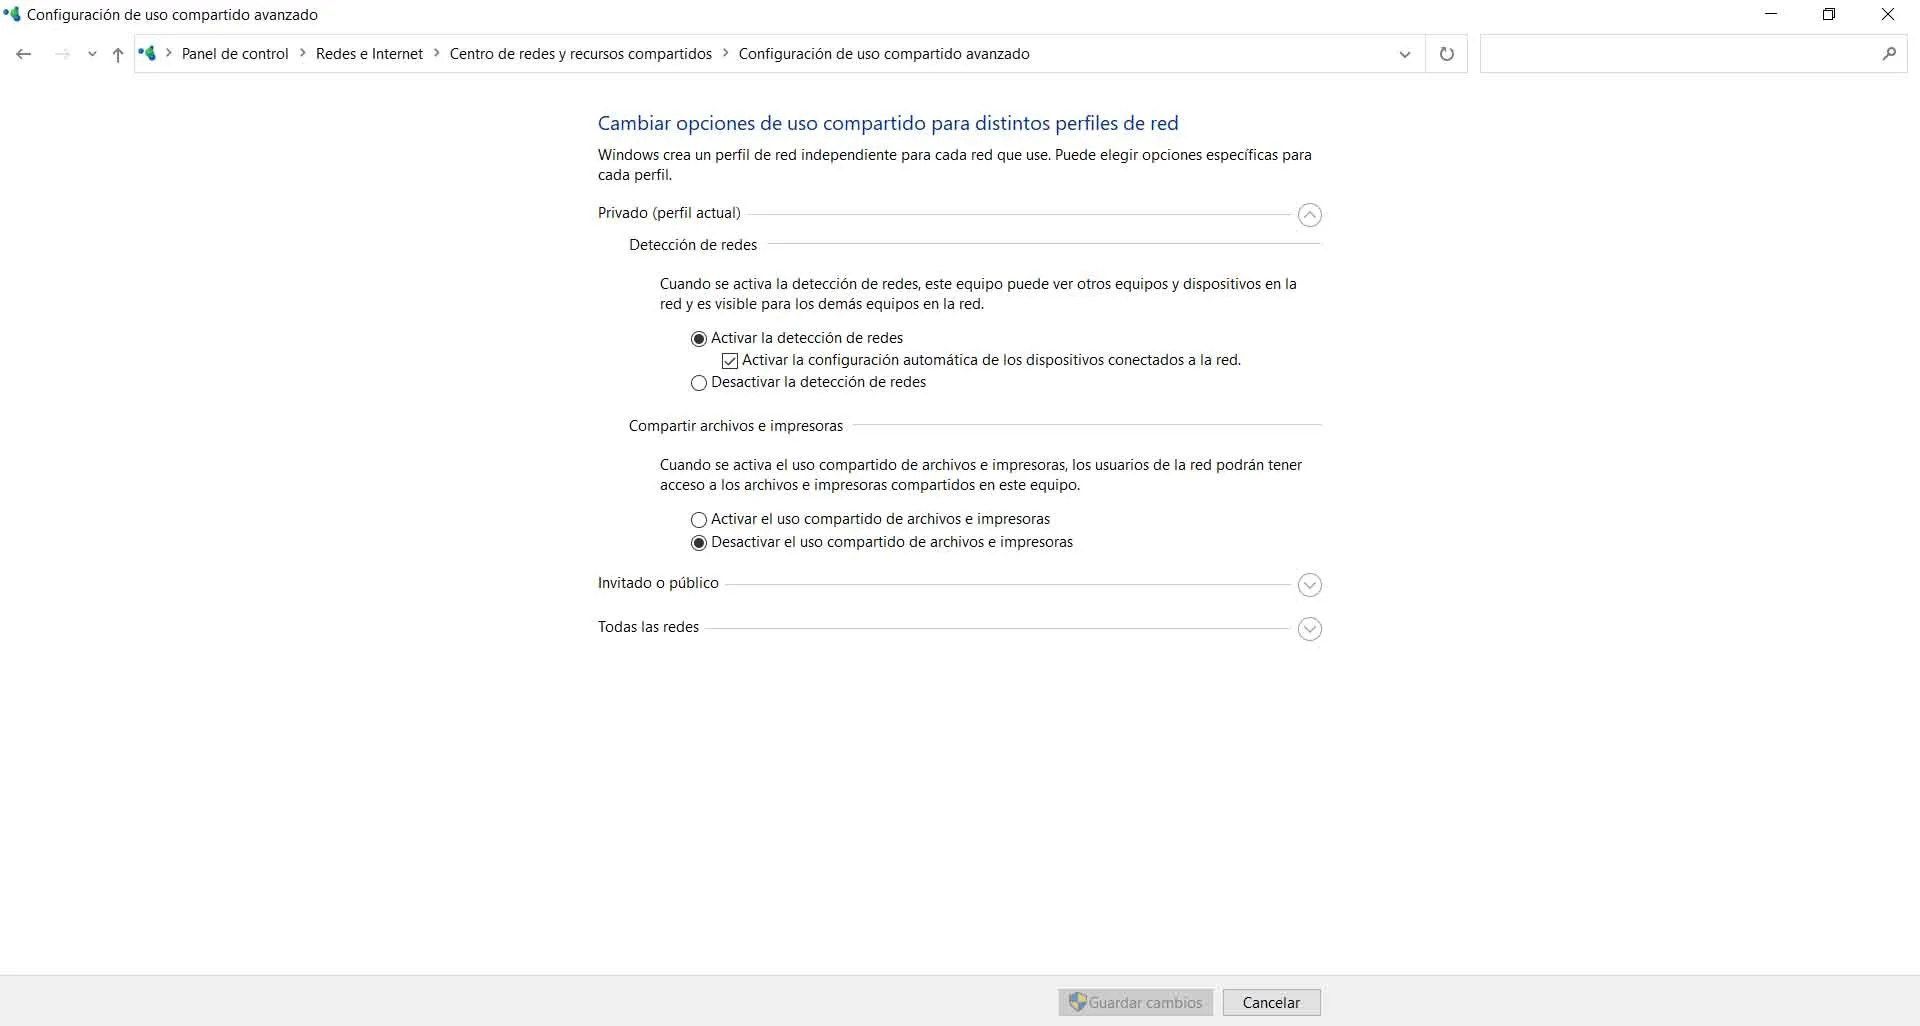 Configuración de uso compartido avanzado
Panel de control > Redes e Internet > Centro de redes y recursos compartidos > Configuración de uso compartido avanzado
Cambiar opciones de uso compartido para distintos perfiles de red
Windows crea un perfil de red independiente para cada red que use. Puede elegir opciones específicas para
cada perfil.
Privado (perfil actual)
Detección de redes
Cuando se activa la detección de redes, este equipo puede ver otros equipos y dispositivos en la
red y es visible para los demás equipos en la red.
Activar la detección de redes
Activar la configuración automática de los dispositivos conectados a la red.
Desactivar la detección de redes
Compartir archivos e impresoras
Cuando se activa el uso compartido de archivos e impresoras, los usuarios de la red podrán tener
acceso a los archivos e impresoras compartidos en este equipo.
Activar el uso compartido de archivos e impresoras
Desactivar el uso compartido de archivos e impresoras
Invitado o público
Todas las redes
Guardar cambios Cancelar